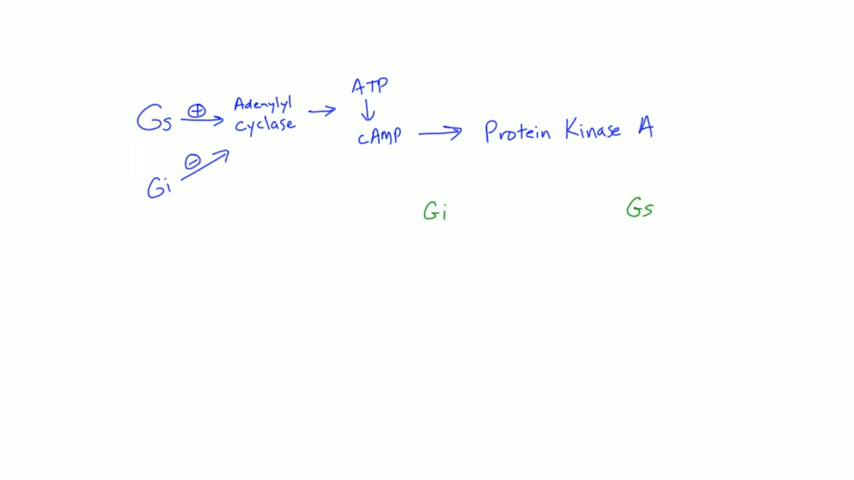 Gs ⊕ Adenylyl cyclase → ATP
↓
cAMP → Protein Kinase A
Gi ⊖
Gi Gs